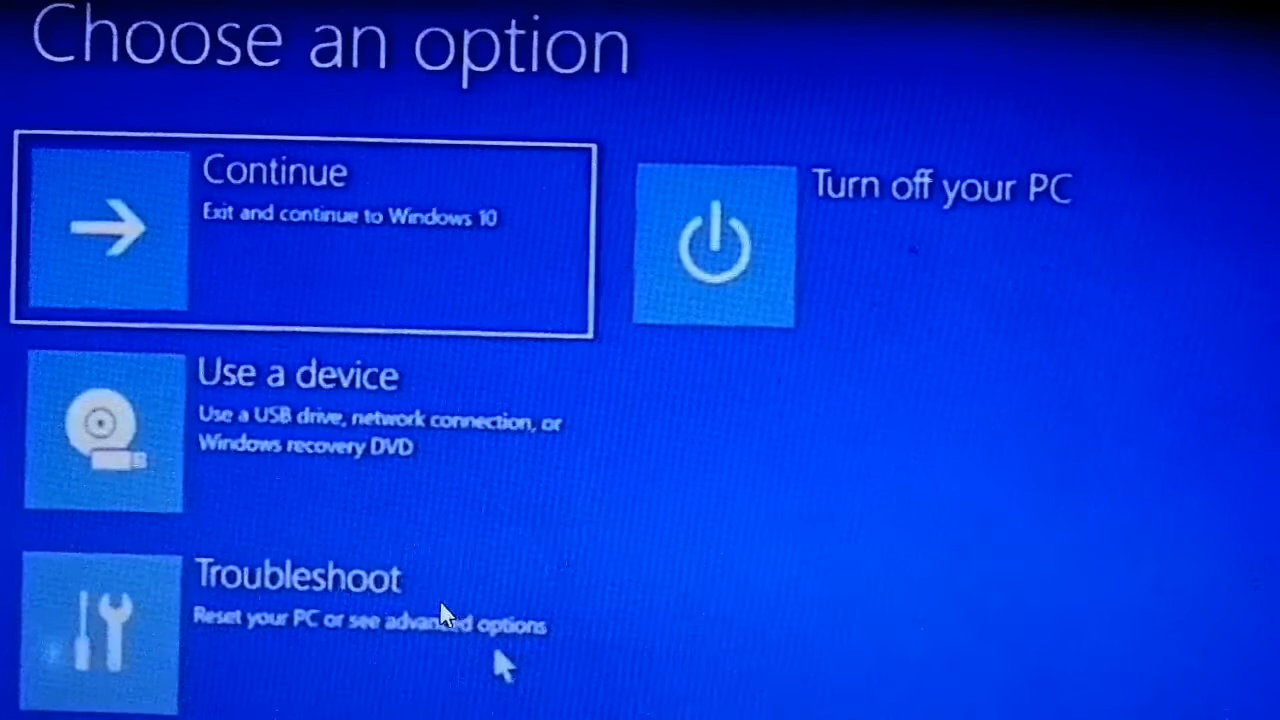 Choose an option
Continue
Exit and continue to Windows 10
Turn off your PC
Use a device
Use a USB drive, network connection, or
Windows recovery DVD
Troubleshoot
Reset your PC or see advanced options